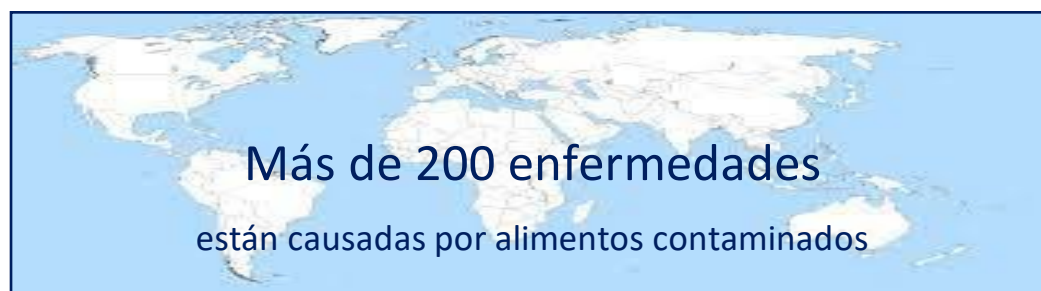 Más de 200 enfermedades
están causadas por alimentos contaminados